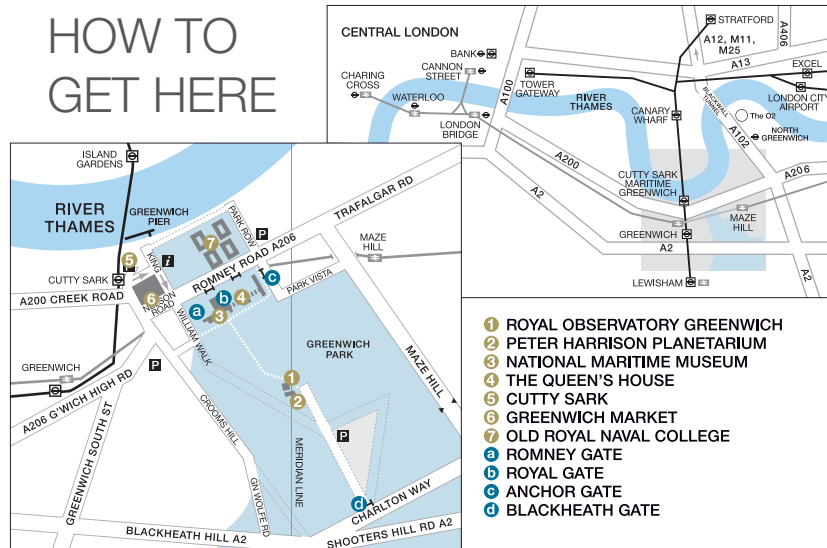 HOW TO
GET HERE
CENTRAL LONDON
STRATFORD
A406
A12, M11,
M25
A13
EXCEL
BANK
CANNON
STREET
CHARING
CROSS
WATERLOO
LONDON
BRIDGE
A100
TOWER
GATEWAY
RIVER
THAMES
CANARY
WHARF
BLACKWALL
TUNNEL
LONDON CITY
AIRPORT
The O2
NORTH
GREENWICH
A102
A200
A2
CUTTY SARK
MARITIME
GREENWICH
A206
MAZE
HILL
GREENWICH
A2
A2
LEWISHAM
ISLAND
GARDENS
RIVER
THAMES
GREENWICH
PIER
PARK ROW
P
TRAFALGAR RD
7
5
P
i
KING
ROMNEY ROAD A206
MAZE
HILL
CUTTY SARK
c
PARK VISTA
A200 CREEK ROAD
6
NELSON
ROAD
a
b
4
3
WILLIAM WALK
GREENWICH
PARK
MAZE HILL
GREENWICH
P
1
2
A206 G'WICH HIGH RD
GREENWICH SOUTH ST
CROOMS HILL
P
MERIDIAN LINE
GN WOLFE RD
d
CHARLTON WAY
BLACKHEATH HILL A2
SHOOTERS HILL RD A2
1 ROYAL OBSERVATORY GREENWICH
2 PETER HARRISON PLANETARIUM
3 NATIONAL MARITIME MUSEUM
4 THE QUEEN'S HOUSE
5 CUTTY SARK
6 GREENWICH MARKET
7 OLD ROYAL NAVAL COLLEGE
a ROMNEY GATE
b ROYAL GATE
c ANCHOR GATE
d BLACKHEATH GATE